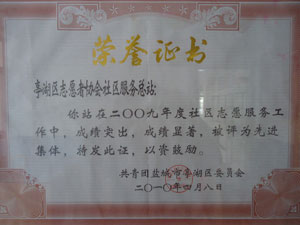 荣誉证书
亭湖区志愿者协会社区服务总站:
你站在二〇〇九年度社区志愿服务工
作中，成绩突出，成绩显著，被评为先进
集体，特发此证，以资鼓励。
共青团盐城市亭湖区委员会
二〇一〇年四月八日